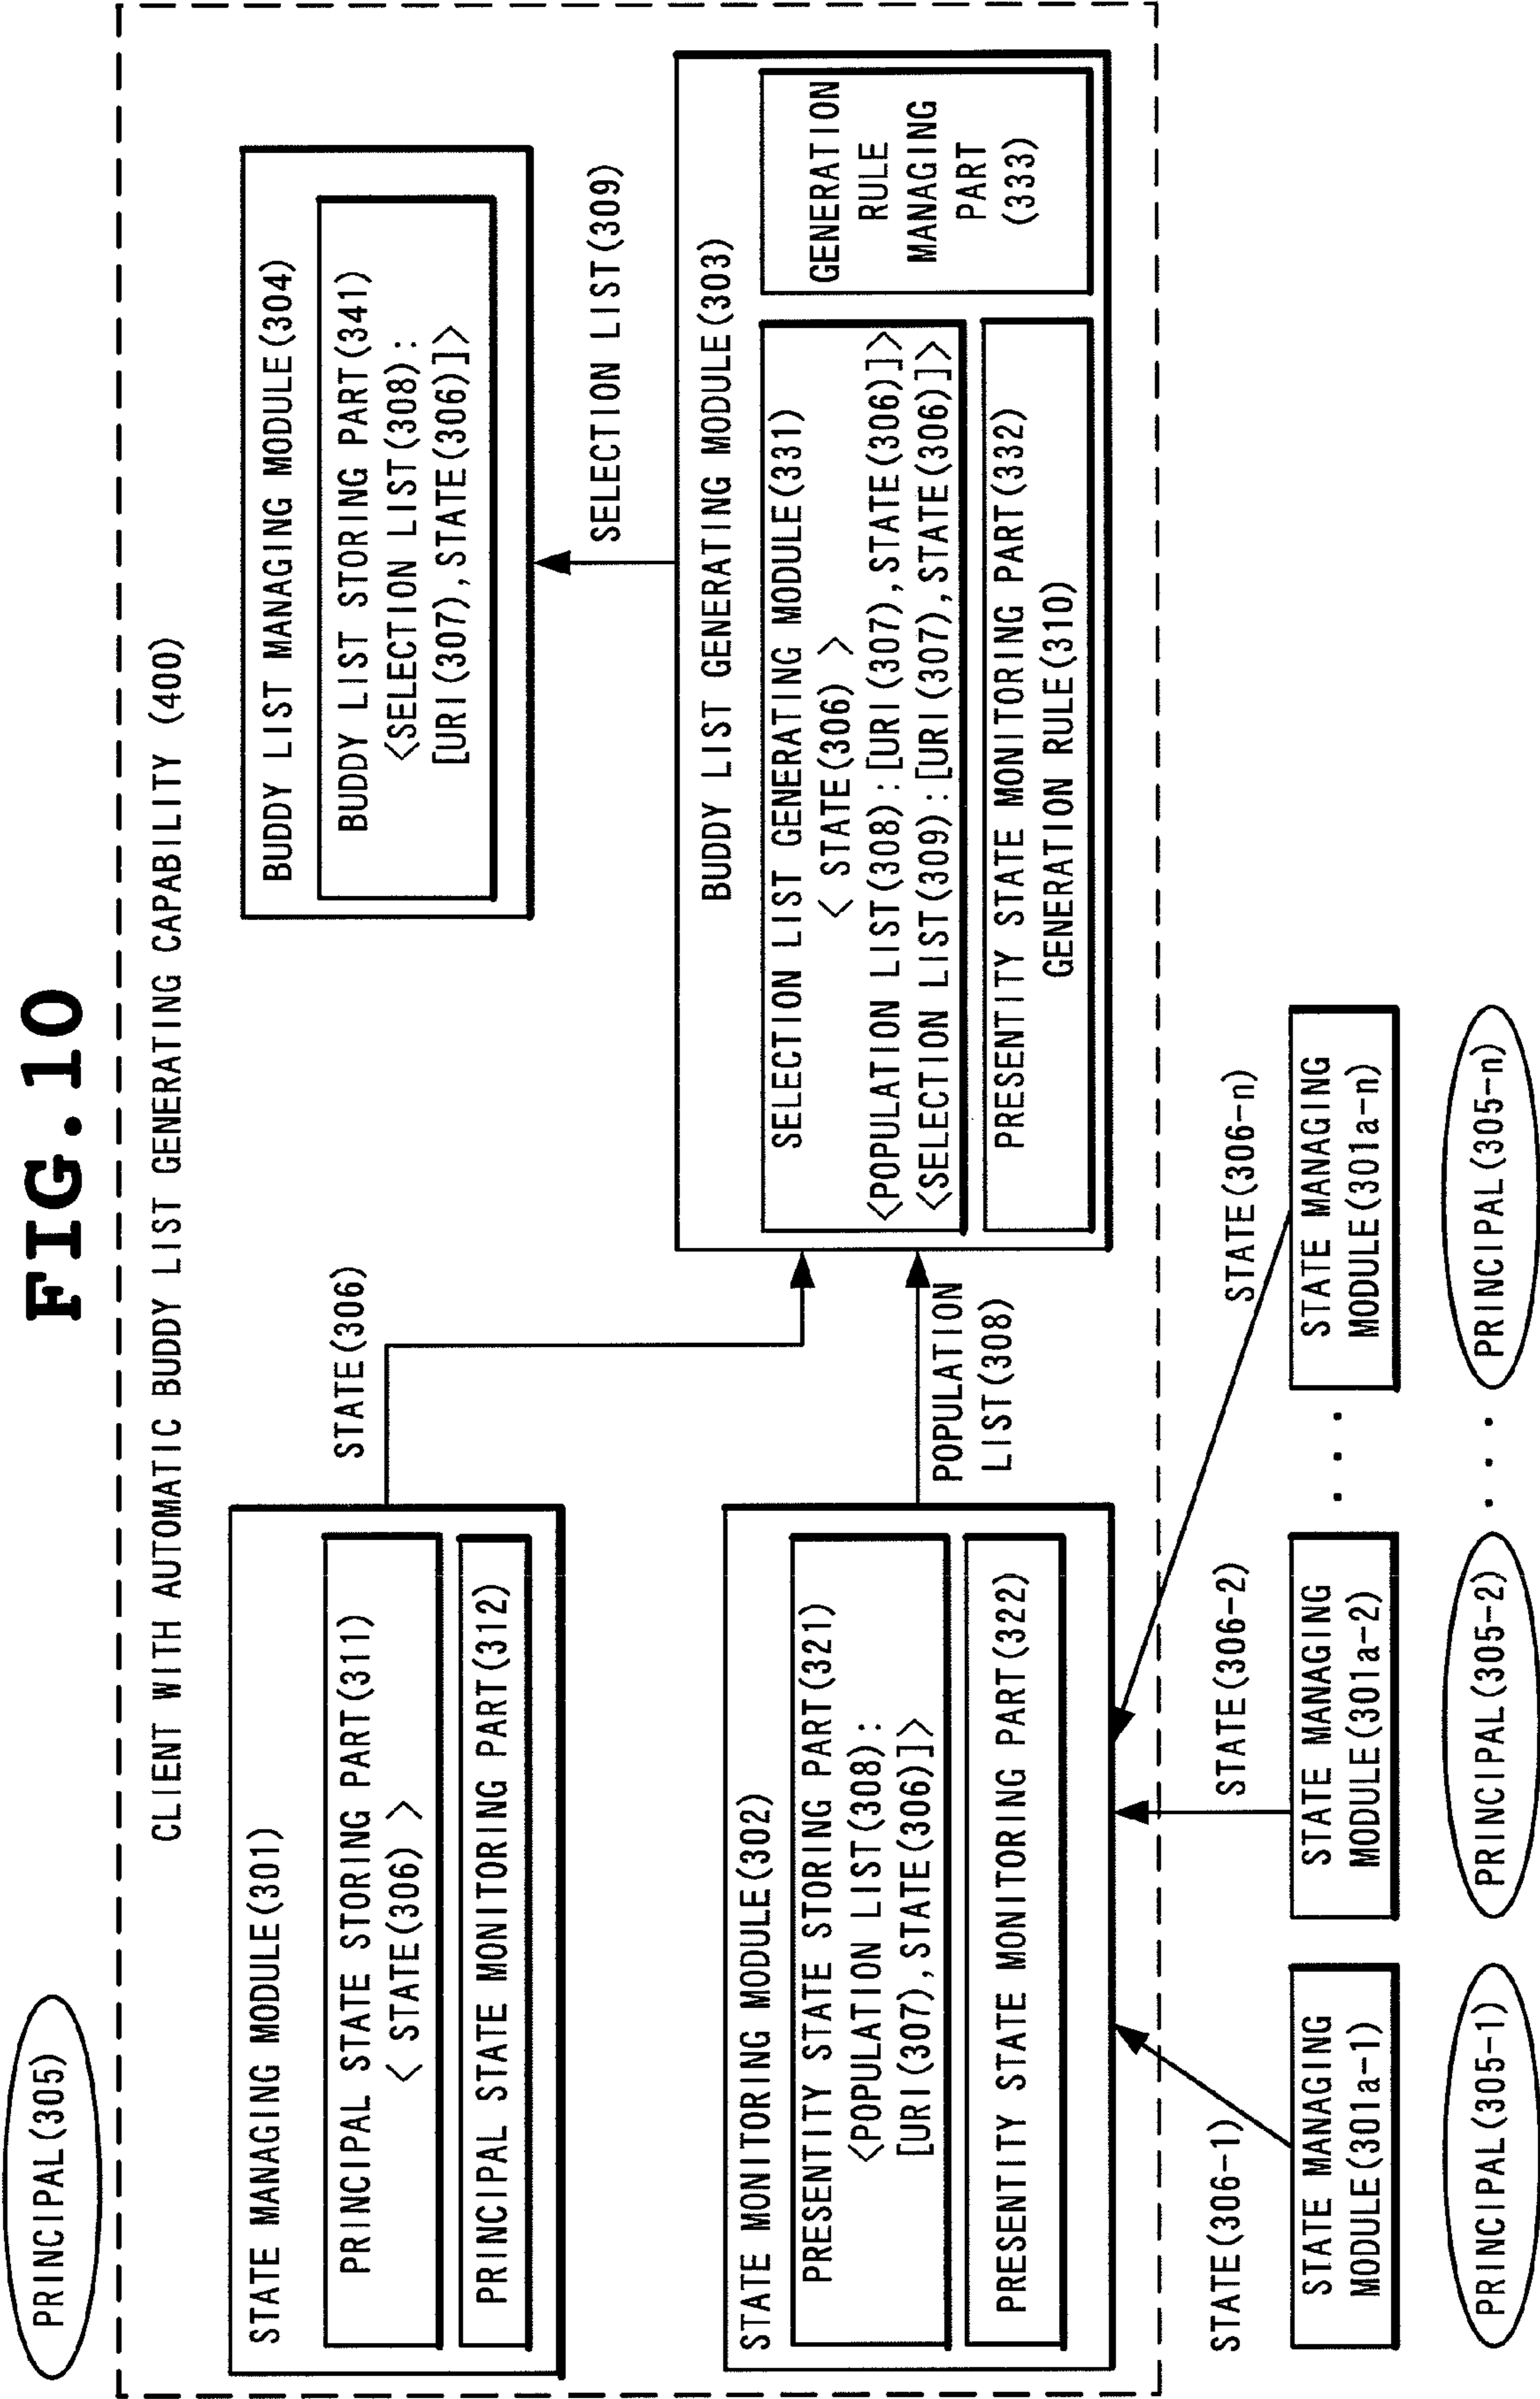 FIG.10
PRINCIPAL(305)
CLIENT WITH AUTOMATIC BUDDY LIST GENERATING CAPABILITY (400)
STATE MANAGING MODULE(301)
PRINCIPAL STATE STORING PART(311)
< STATE(306) >
PRINCIPAL STATE MONITORING PART(312)
STATE(306)
BUDDY LIST MANAGING MODULE(304)
BUDDY LIST STORING PART(341)
<SELECTION LIST(308):
[URI(307),STATE(306)]>
SELECTION LIST(309)
STATE MONITORING MODULE(302)
PRESENTITY STATE STORING PART(321)
<POPULATION LIST(308):
[URI(307),STATE(306)]>
PRESENTITY STATE MONITORING PART(322)
POPULATION
LIST(308)
BUDDY LIST GENERATING MODULE(303)
SELECTION LIST GENERATING MODULE(331)
< STATE(306) >
<POPULATION LIST(308):[URI(307),STATE(306)]>
<SELECTION LIST(309):[URI(307),STATE(306)]>
PRESENTITY STATE MONITORING PART(332)
GENERATION RULE(310)
GENERATION
RULE
MANAGING
PART
(333)
STATE(306-1)
STATE(306-2)
STATE(306-n)
STATE MANAGING
MODULE(301a-1)
STATE MANAGING
MODULE(301a-2)
. . .
STATE MANAGING
MODULE(301a-n)
PRINCIPAL(305-1)
PRINCIPAL(305-2)
. . .
PRINCIPAL(305-n)